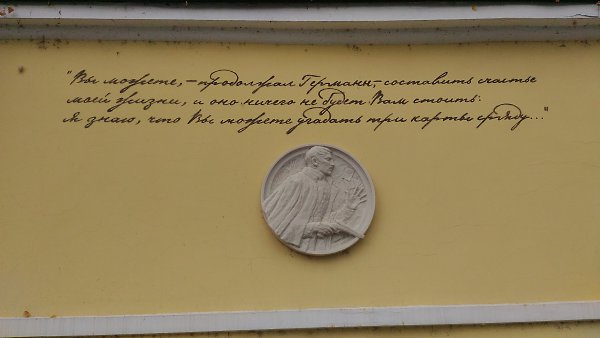 "Вы можете, – продолжал Германн, – составить счастье
моей жизни, и оно ничего не будет Вам стоить:
я знаю, что Вы можете угадать три карты сряду..."